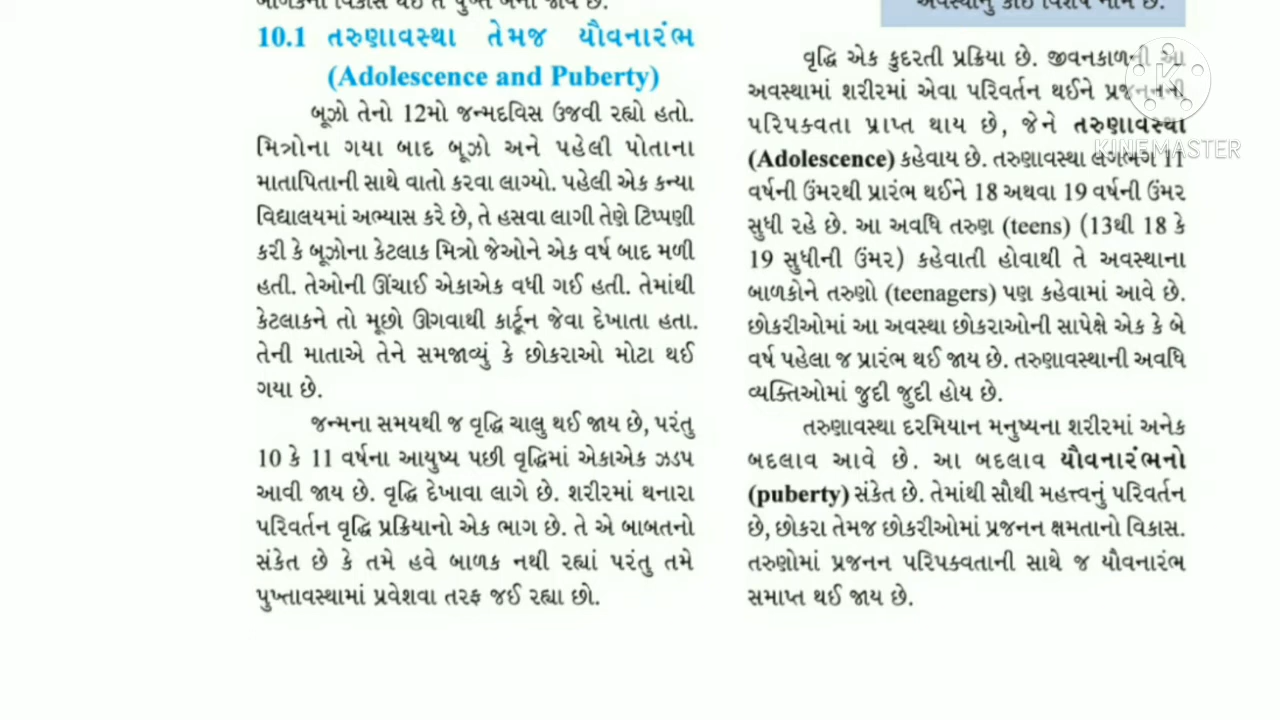 10.1 તરુણાવસ્થા તેમજ યૌવનારંભ
(Adolescence and Puberty)
બૂઝો તેનો 12મો જન્મદવિસ ઉજવી રહ્યો હતો.
મિત્રોના ગયા બાદ બૂઝો અને પહેલી પોતાના
માતાપિતાની સાથે વાતો કરવા લાગ્યો. પહેલી એક કન્યા
વિદ્યાલયમાં અભ્યાસ કરે છે, તે હસવા લાગી તેણે ટિપ્પણી
કરી કે બૂઝોના કેટલાક મિત્રો જેઓને એક વર્ષ બાદ મળી
હતી. તેઓની ઊંચાઈ એકાએક વધી ગઈ હતી. તેમાંથી
કેટલાકને તો મૂછો ઊગવાથી કાર્ટૂન જેવા દેખાતા હતા.
તેની માતાએ તેને સમજાવ્યું કે છોકરાઓ મોટા થઈ
ગયા છે.
જન્મના સમયથી જ વૃદ્ધિ ચાલુ થઈ જાય છે, પરંતુ
10 કે 11 વર્ષના આયુષ્ય પછી વૃદ્ધિમાં એકાએક ઝડપ
આવી જાય છે. વૃદ્ધિ દેખાવા લાગે છે. શરીરમાં થનારા
પરિવર્તન વૃદ્ધિ પ્રક્રિયાનો એક ભાગ છે. તે એ બાબતનો
સંકેત છે કે તમે હવે બાળક નથી રહ્યાં પરંતુ તમે
પુખ્તાવસ્થામાં પ્રવેશવા તરફ જઈ રહ્યા છો.
વૃદ્ધિ એક કુદરતી પ્રક્રિયા છે. જીવનકાળની આ
અવસ્થામાં શરીરમાં એવા પરિવર્તન થઈને પ્રજનનની
પરિપક્વતા પ્રાપ્ત થાય છે, જેને તરુણાવસ્થા
(Adolescence) કહેવાય છે. તરુણાવસ્થા લગભગ 11
વર્ષની ઉંમરથી પ્રારંભ થઈને 18 અથવા 19 વર્ષની ઉંમર
સુધી રહે છે. આ અવધિ તરુણ (teens) (13થી 18 કે
19 સુધીની ઉંમર) કહેવાતી હોવાથી તે અવસ્થાના
બાળકોને તરુણો (teenagers) પણ કહેવામાં આવે છે.
છોકરીઓમાં આ અવસ્થા છોકરાઓની સાપેક્ષે એક કે બે
વર્ષ પહેલા જ પ્રારંભ થઈ જાય છે. તરુણાવસ્થાની અવધિ
વ્યક્તિઓમાં જુદી જુદી હોય છે.
તરુણાવસ્થા દરમિયાન મનુષ્યના શરીરમાં અનેક
બદલાવ આવે છે. આ બદલાવ યૌવનારંભનો
(puberty) સંકેત છે. તેમાંથી સૌથી મહત્ત્વનું પરિવર્તન
છે, છોકરા તેમજ છોકરીઓમાં પ્રજનન ક્ષમતાનો વિકાસ.
તરુણોમાં પ્રજનન પરિપક્વતાની સાથે જ યૌવનારંભ
સમાપ્ત થઈ જાય છે.
K
KINEMASTER